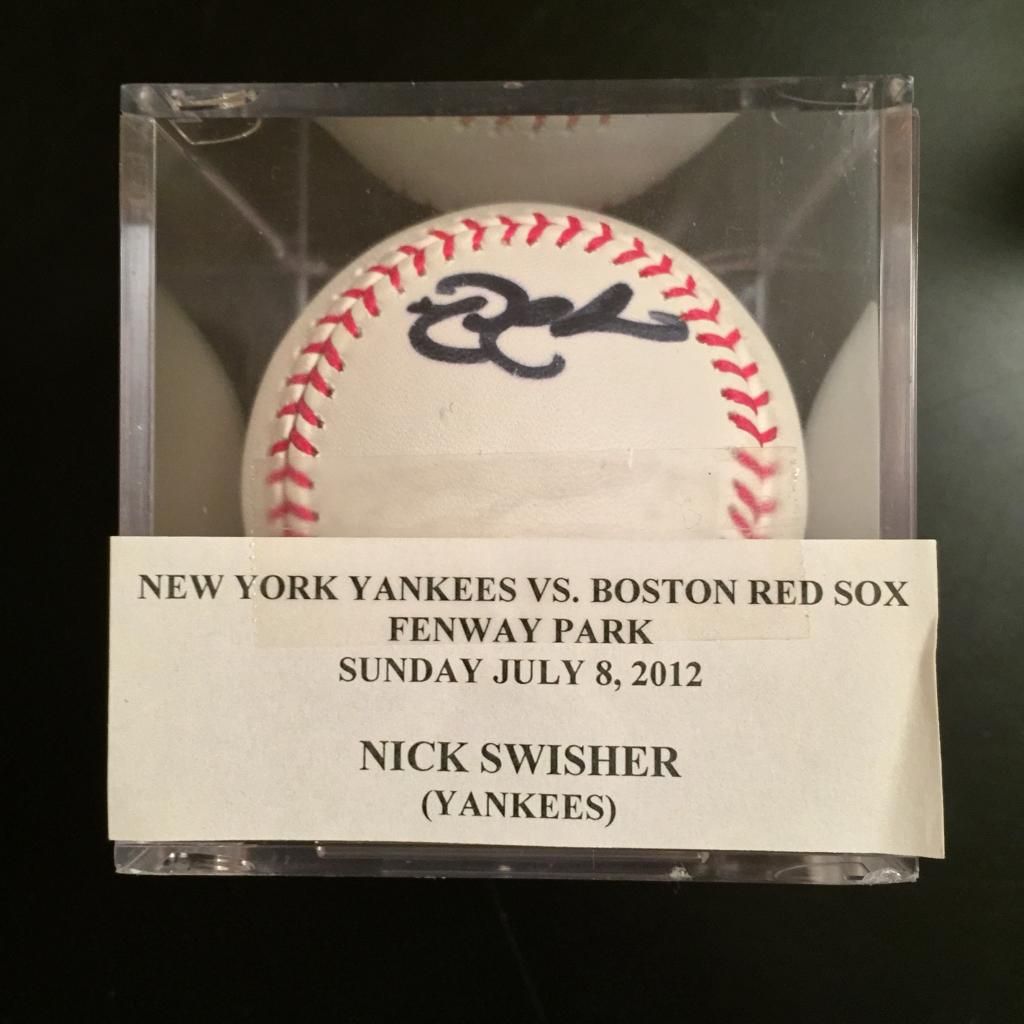 NEW YORK YANKEES VS. BOSTON RED SOX
FENWAY PARK
SUNDAY JULY 8, 2012
NICK SWISHER
(YANKEES)